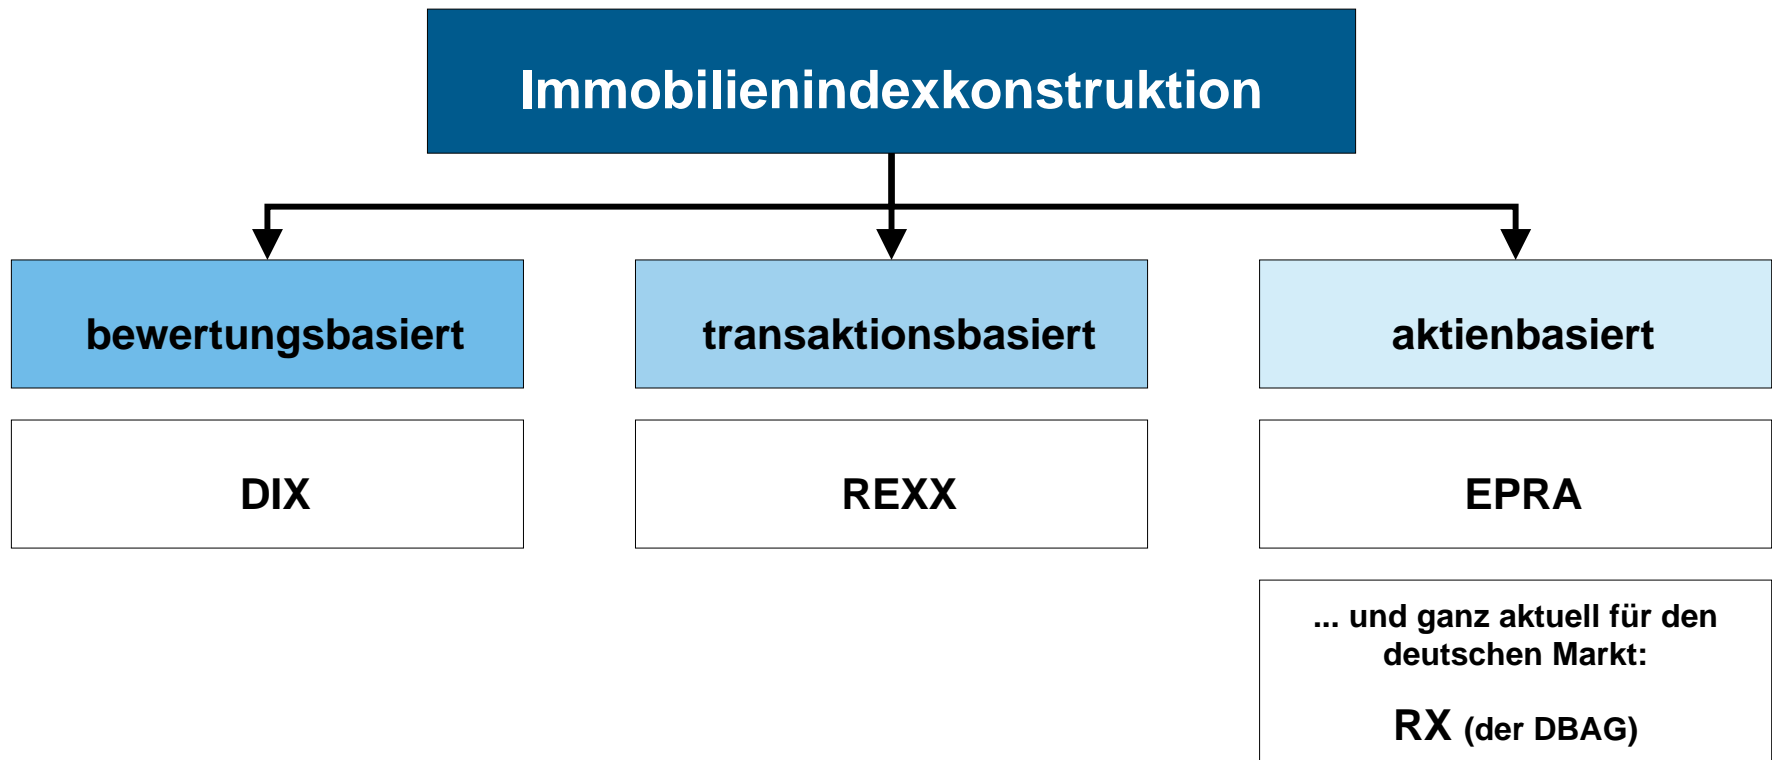 Immobilienindexkonstruktion
bewertungsbasiert
transaktionsbasiert
aktienbasiert
DIX
REXX
EPRA
... und ganz aktuell für den
deutschen Markt:
RX (der DBAG)